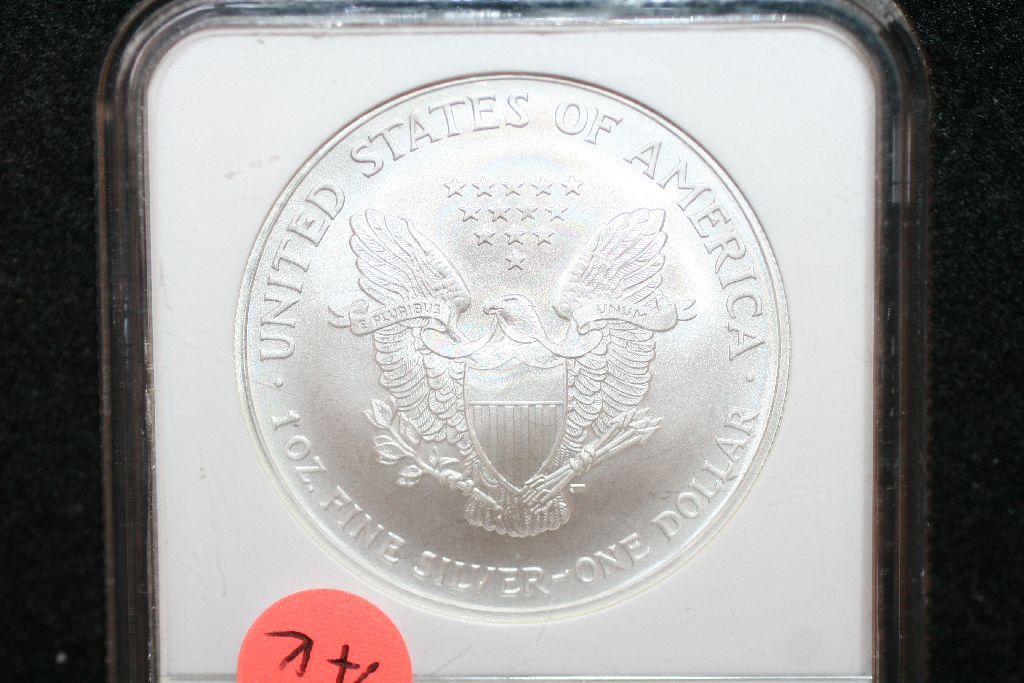 UNITED STATES OF AMERICA
E PLURIBUS UNUM
· 1 OZ. FINE SILVER-ONE DOLLAR ·